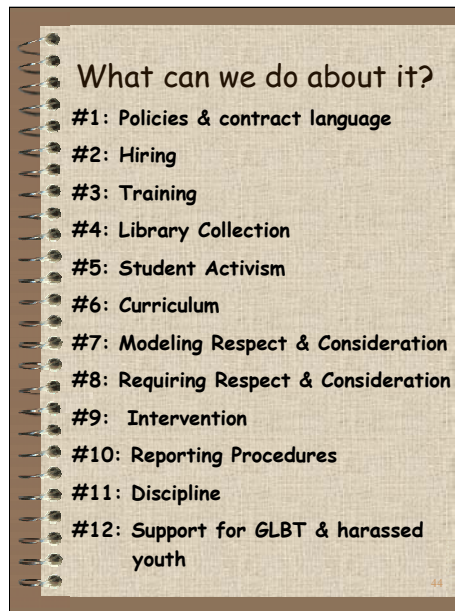 What can we do about it?
#1: Policies & contract language
#2: Hiring
#3: Training
#4: Library Collection
#5: Student Activism
#6: Curriculum
#7: Modeling Respect & Consideration
#8: Requiring Respect & Consideration
#9: Intervention
#10: Reporting Procedures
#11: Discipline
#12: Support for GLBT & harassed
youth
44